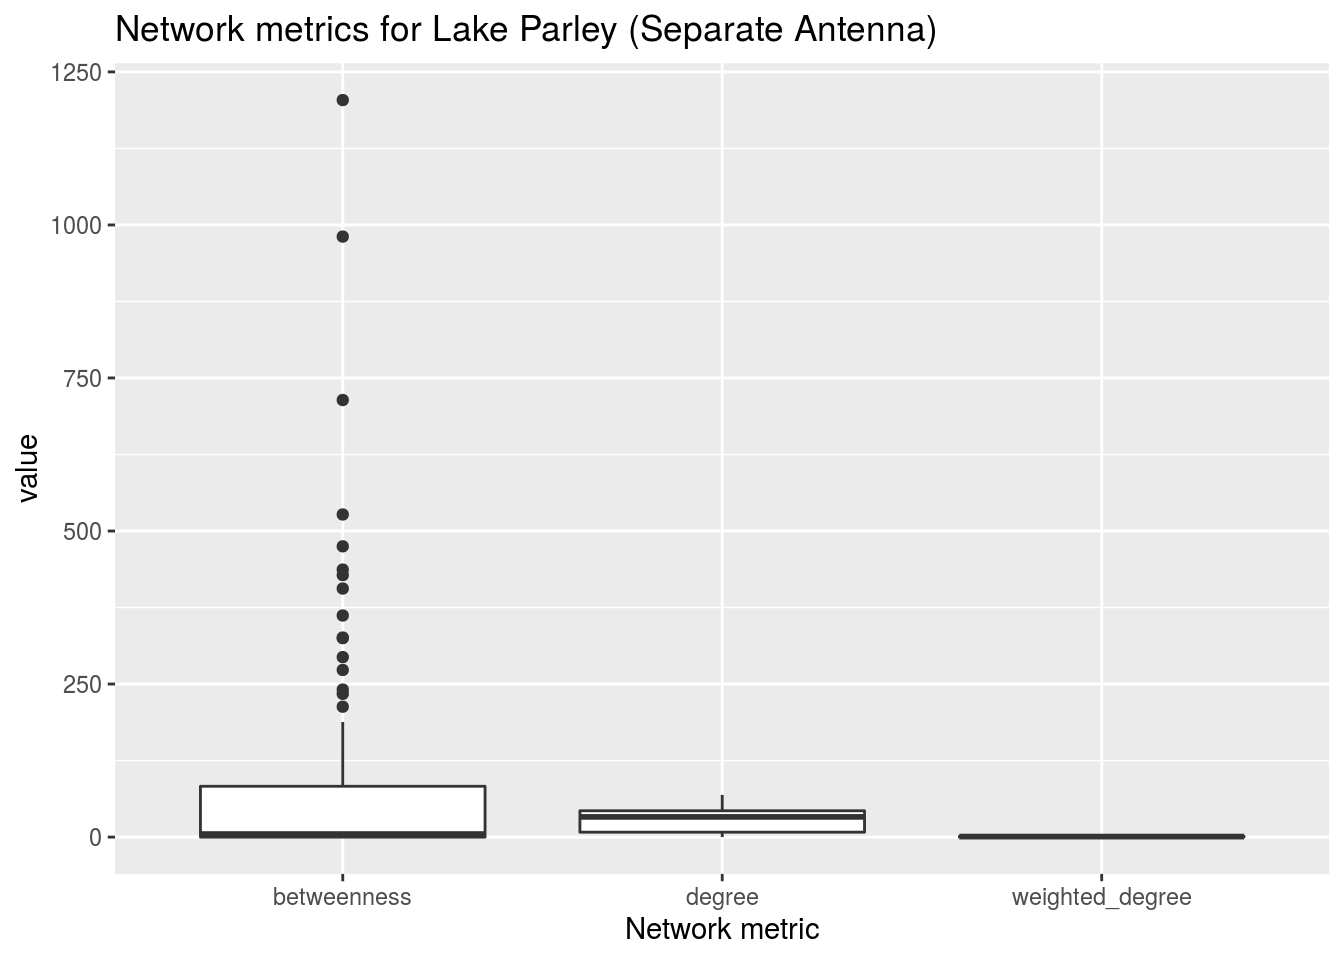 Network metrics for Lake Parley (Separate Antenna)
1250
1000
750
500
250
0
value
betweenness degree weighted_degree
Network metric